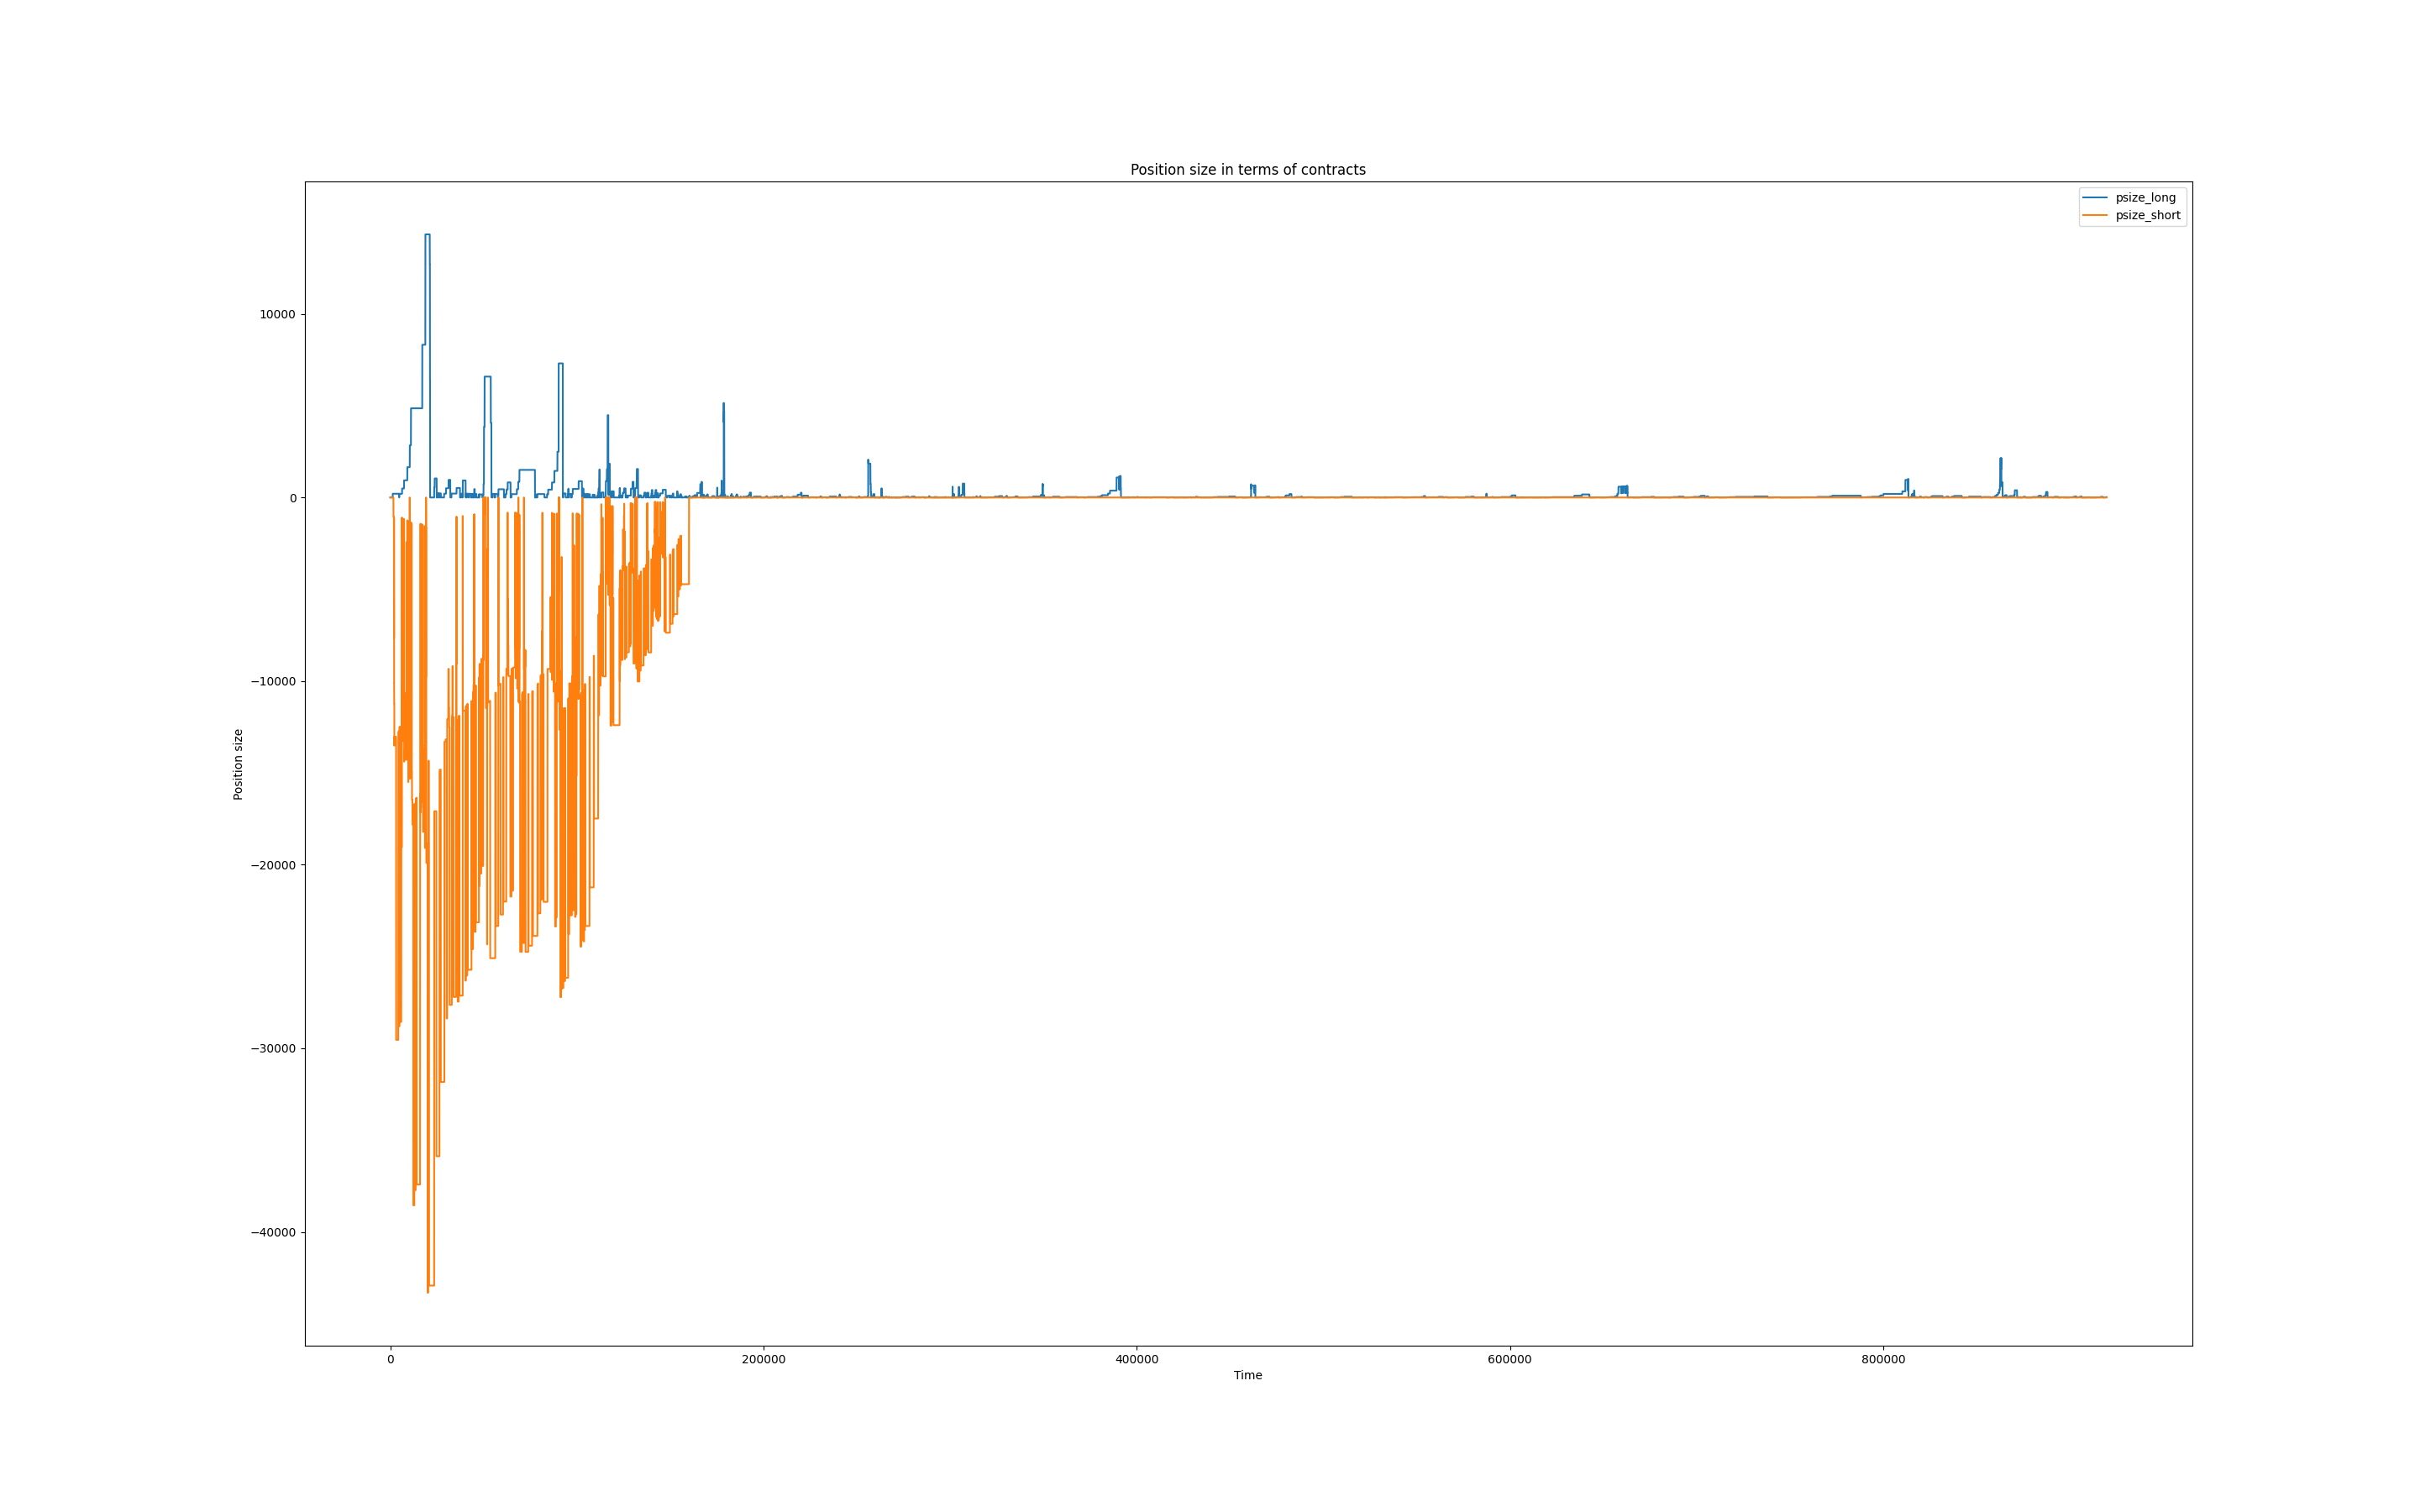 Position size in terms of contracts
psize_long
psize_short
10000
0
−10000
−20000
−30000
−40000
Position size
0
200000
400000
600000
800000
Time